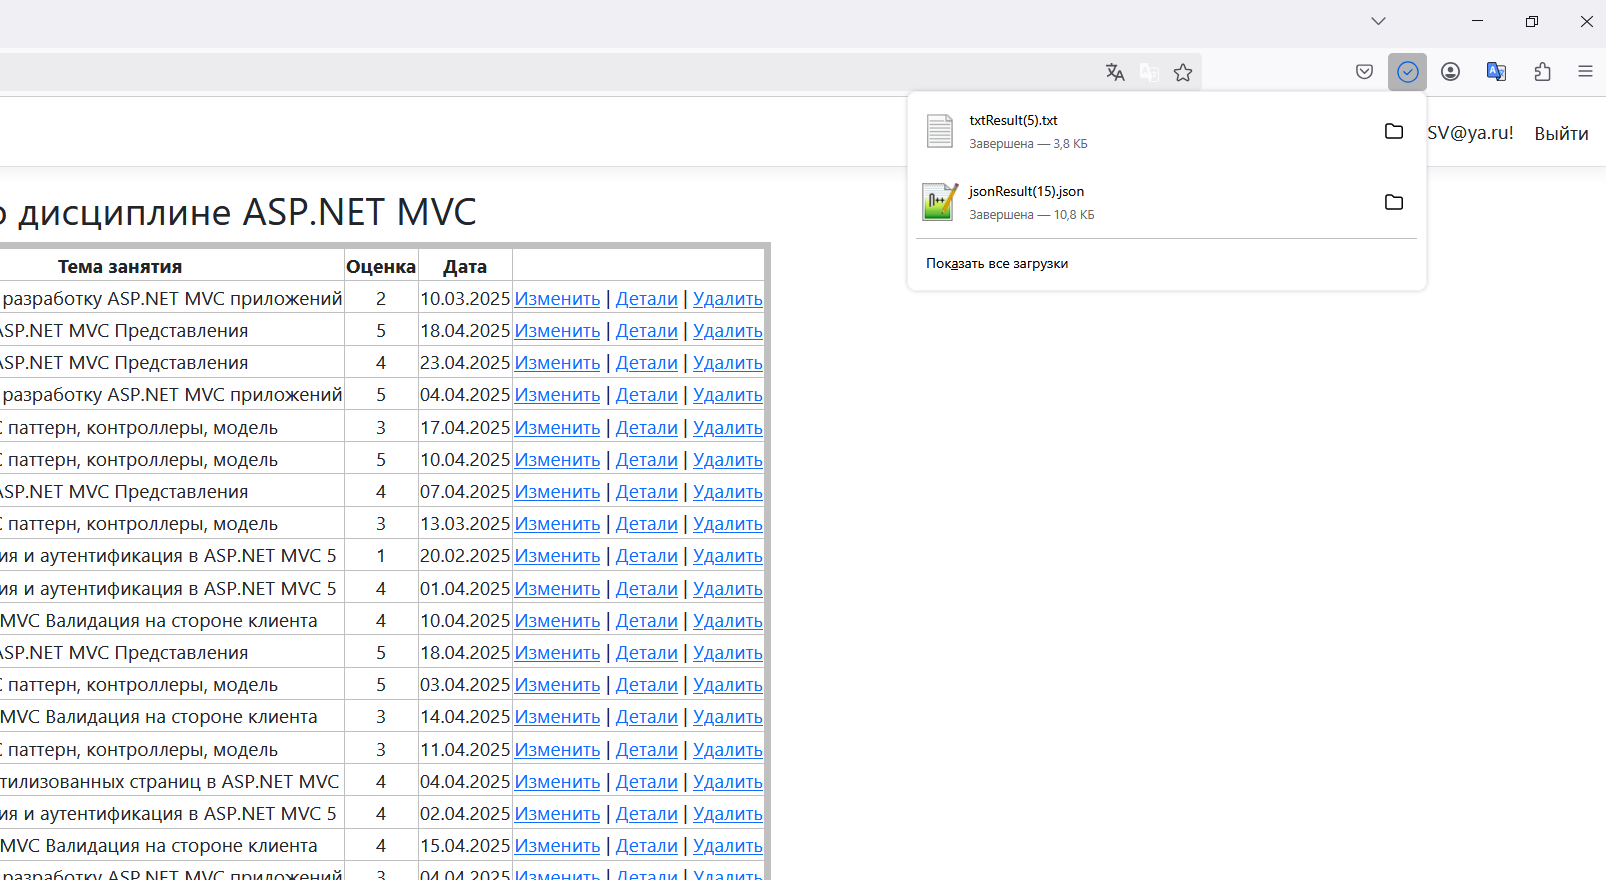 txtResult(5).txt
Завершена — 3,8 КБ
SV@ya.ru! Выйти
jsonResult(15).json
Завершена — 10,8 КБ
Показать все загрузки
дисциплине ASP.NET MVC
Тема занятия Оценка Дата
разработку ASP.NET MVC приложений 2 10.03.2025 Изменить | Детали | Удалить
ASP.NET MVC Представления 5 18.04.2025 Изменить | Детали | Удалить
ASP.NET MVC Представления 4 23.04.2025 Изменить | Детали | Удалить
разработку ASP.NET MVC приложений 5 04.04.2025 Изменить | Детали | Удалить
паттерн, контроллеры, модель 3 17.04.2025 Изменить | Детали | Удалить
паттерн, контроллеры, модель 5 10.04.2025 Изменить | Детали | Удалить
ASP.NET MVC Представления 4 07.04.2025 Изменить | Детали | Удалить
паттерн, контроллеры, модель 3 13.03.2025 Изменить | Детали | Удалить
ия и аутентификация в ASP.NET MVC 5 1 20.02.2025 Изменить | Детали | Удалить
ия и аутентификация в ASP.NET MVC 5 4 01.04.2025 Изменить | Детали | Удалить
MVC Валидация на стороне клиента 4 10.04.2025 Изменить | Детали | Удалить
ASP.NET MVC Представления 5 18.04.2025 Изменить | Детали | Удалить
паттерн, контроллеры, модель 5 03.04.2025 Изменить | Детали | Удалить
MVC Валидация на стороне клиента 3 14.04.2025 Изменить | Детали | Удалить
паттерн, контроллеры, модель 3 11.04.2025 Изменить | Детали | Удалить
тилизованных страниц в ASP.NET MVC 4 04.04.2025 Изменить | Детали | Удалить
ия и аутентификация в ASP.NET MVC 5 4 02.04.2025 Изменить | Детали | Удалить
MVC Валидация на стороне клиента 4 15.04.2025 Изменить | Детали | Удалить
разработку ASP.NET MVC приложений 3 04.04.2025 Изменить | Детали | Удалить